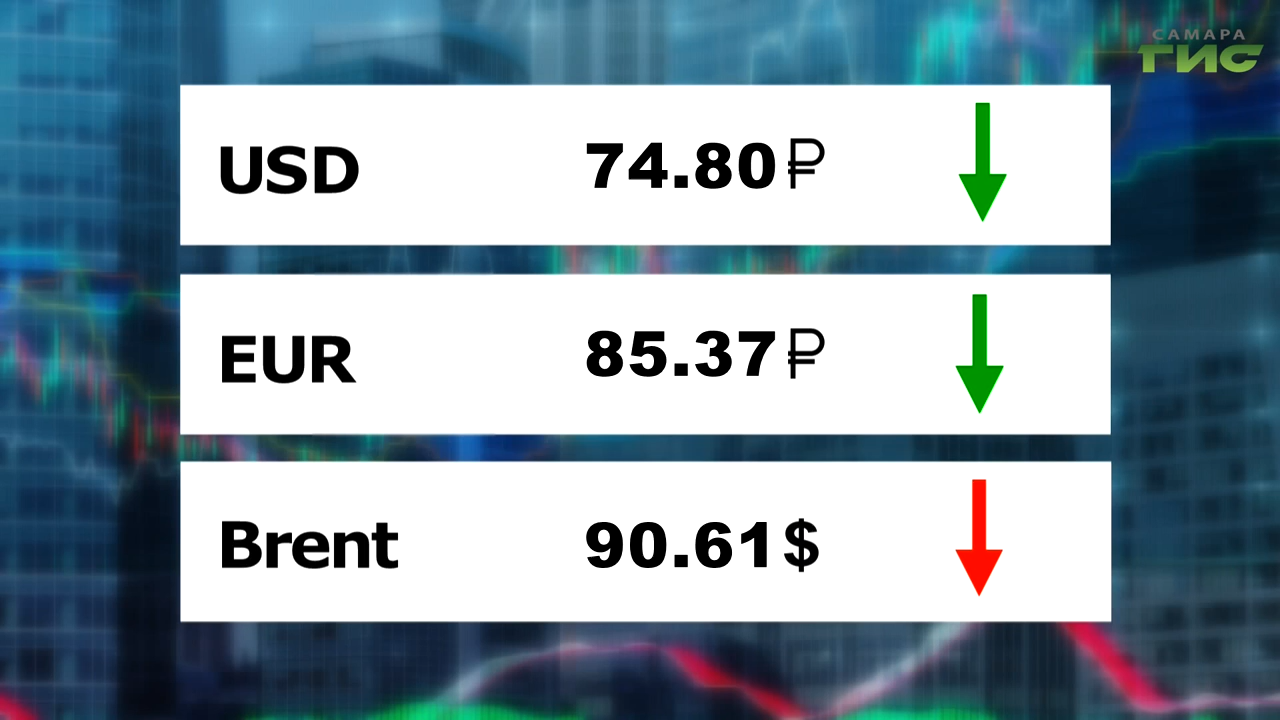 САМАРА
ГИС
USD 74.80 ₽
EUR 85.37 ₽
Brent 90.61 $